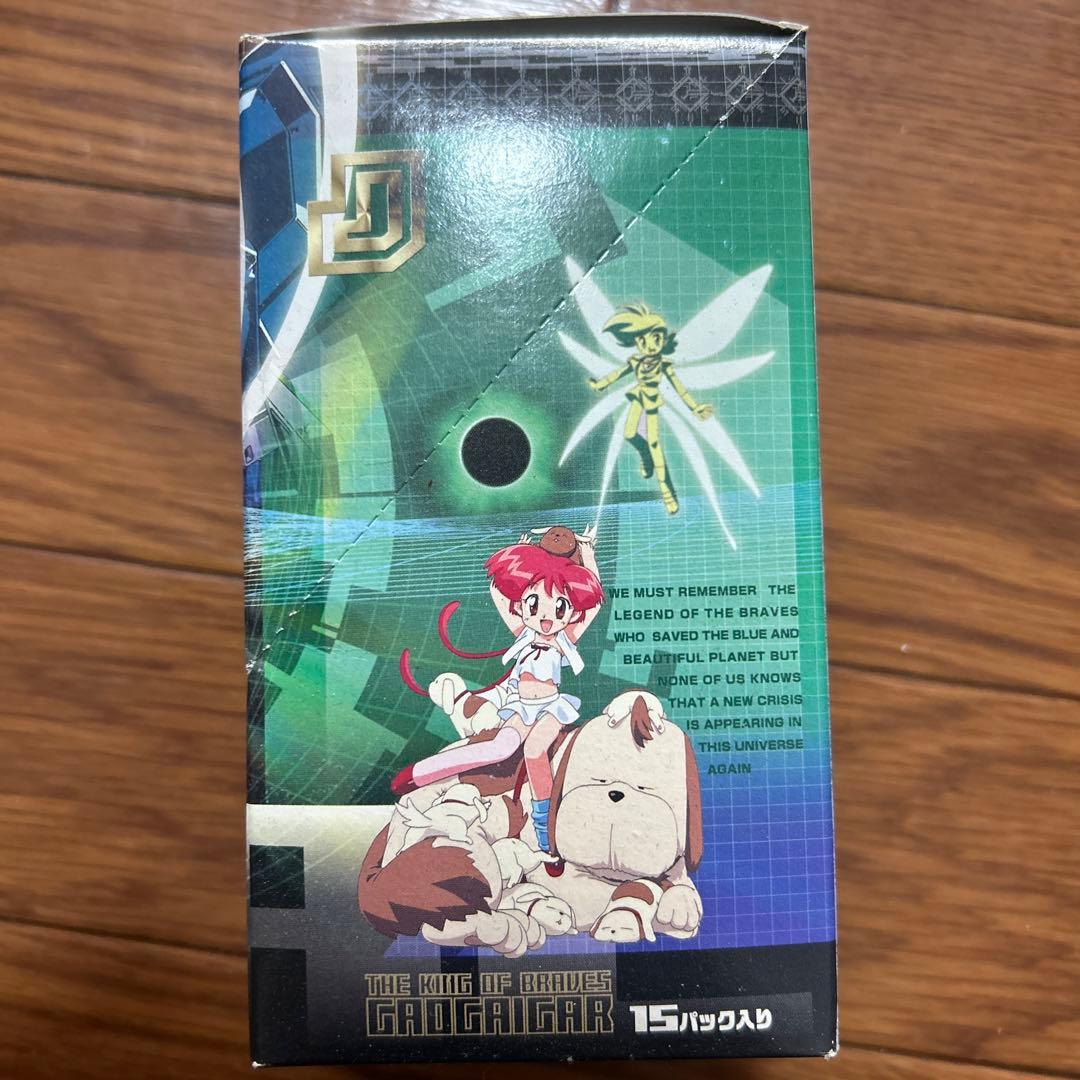 J
WE MUST REMEMBER THE
LEGEND OF THE BRAVES
WHO SAVED THE BLUE AND
BEAUTIFUL PLANET BUT
NONE OF US KNOWS
THAT A NEW CRISIS
IS APPEARING IN
THIS UNIVERSE
AGAIN
THE KING OF BRAVES
GAOGAIGAR
15パック入り